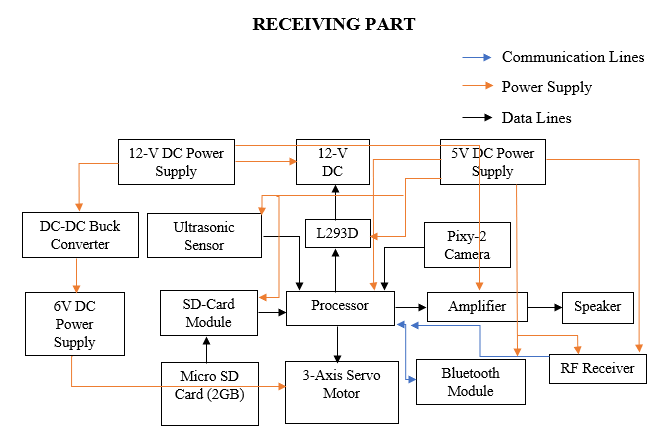 RECEIVING PART
Communication Lines
Power Supply
Data Lines
12-V DC Power
Supply
12-V
DC
5V DC Power
Supply
DC-DC Buck
Converter
Ultrasonic
Sensor
L293D
Pixy-2
Camera
6V DC
Power
Supply
SD-Card
Module
Processor
Amplifier
Speaker
Micro SD
Card (2GB)
3-Axis Servo
Motor
Bluetooth
Module
RF Receiver